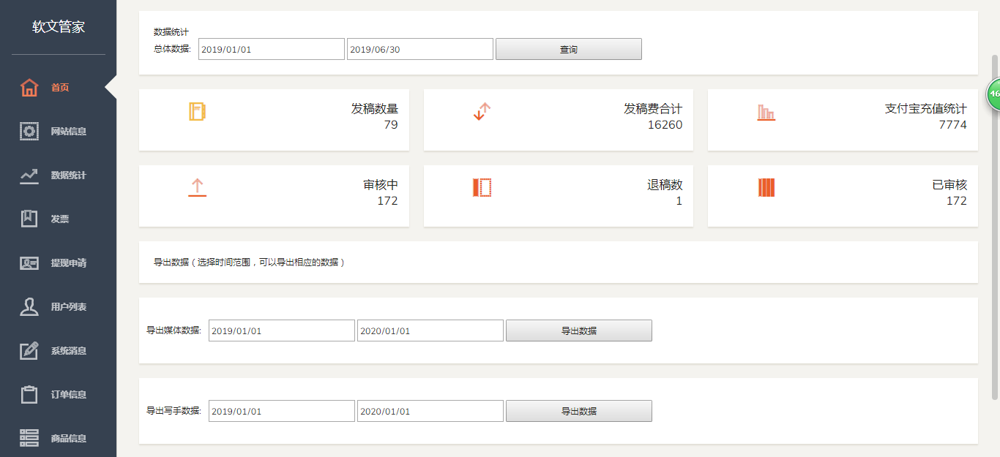 软文管家
首页
网站信息
数据统计
发票
提现申请
用户列表
系统消息
订单信息
商品信息
数据统计
总体数据: 2019/01/01 2019/06/30 查询
发稿数量
79
发稿费合计
16260
支付宝充值统计
7774
审核中
172
退稿数
1
已审核
172
导出数据（选择时间范围，可以导出相应的数据）
导出媒体数据: 2019/01/01 2020/01/01 导出数据
导出写手数据: 2019/01/01 2020/01/01 导出数据
46